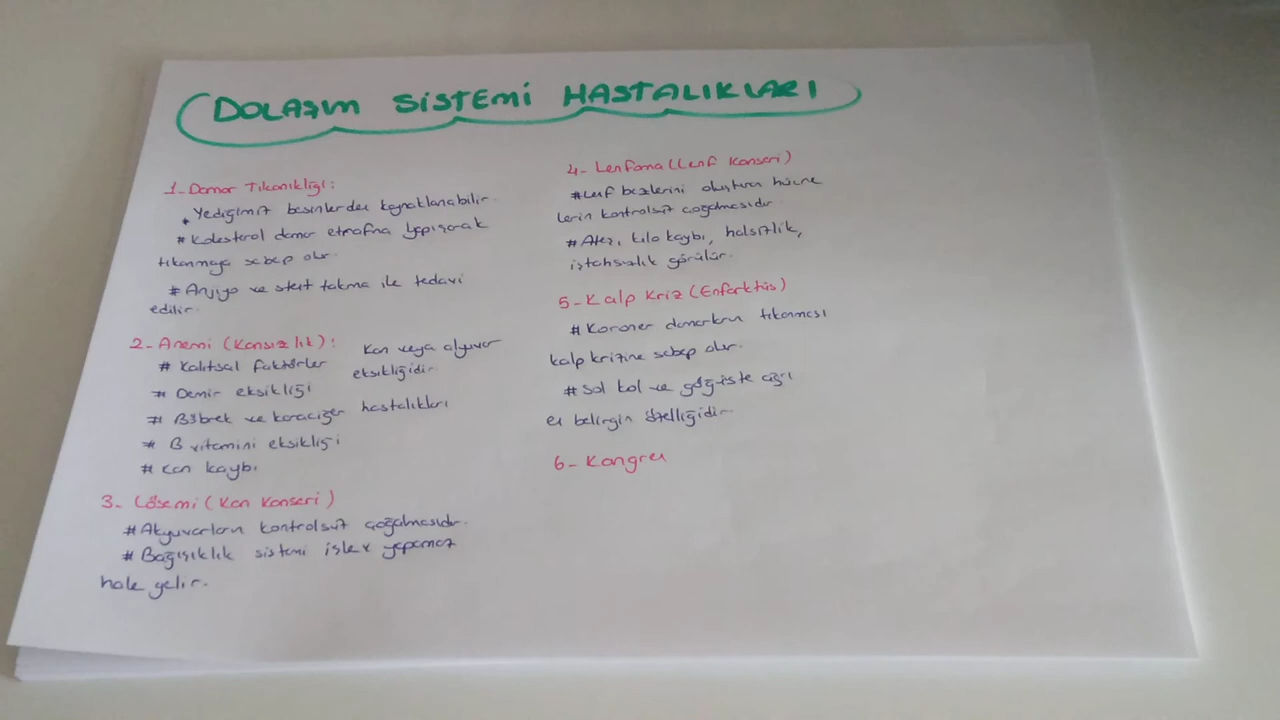 DOLAŞIM SİSTEMİ HASTALIKLARI
1- Damar Tıkanıklığı:
* Yediğimiz besinlerden kaynaklanabilir.
# Kolesterol damar etrafına yapışarak
tıkanmaya sebep olur.
# Anjiyo ve stent takma ile tedavi
edilir.
2- Anemi (Kansızlık): Kan veya alyuvar
eksikliğidir.
# Kalıtsal faktörler
# Demir eksikliği
# Böbrek ve karaciğer hastalıkları
# B vitamini eksikliği
# Kan kaybı
3- Lösemi (Kan Kanseri)
# Akyuvarların kontrolsüz çoğalmasıdır.
# Bağışıklık sistemi işlev yapamaz
hale gelir.
4- Lenfoma (Lenf Kanseri)
# Lenf bezlerini oluşturan hücre
lerin kontrolsüz çoğalmasıdır.
# Ateş, kilo kaybı, halsizlik,
iştahsızlık görülür.
5- Kalp Kriz (Enfarktüs)
# Koroner damarların tıkanması
kalp krizine sebep olur.
# Sol kol ve göğüste ağrı
en belirgin özelliğidir.
6- Kangren